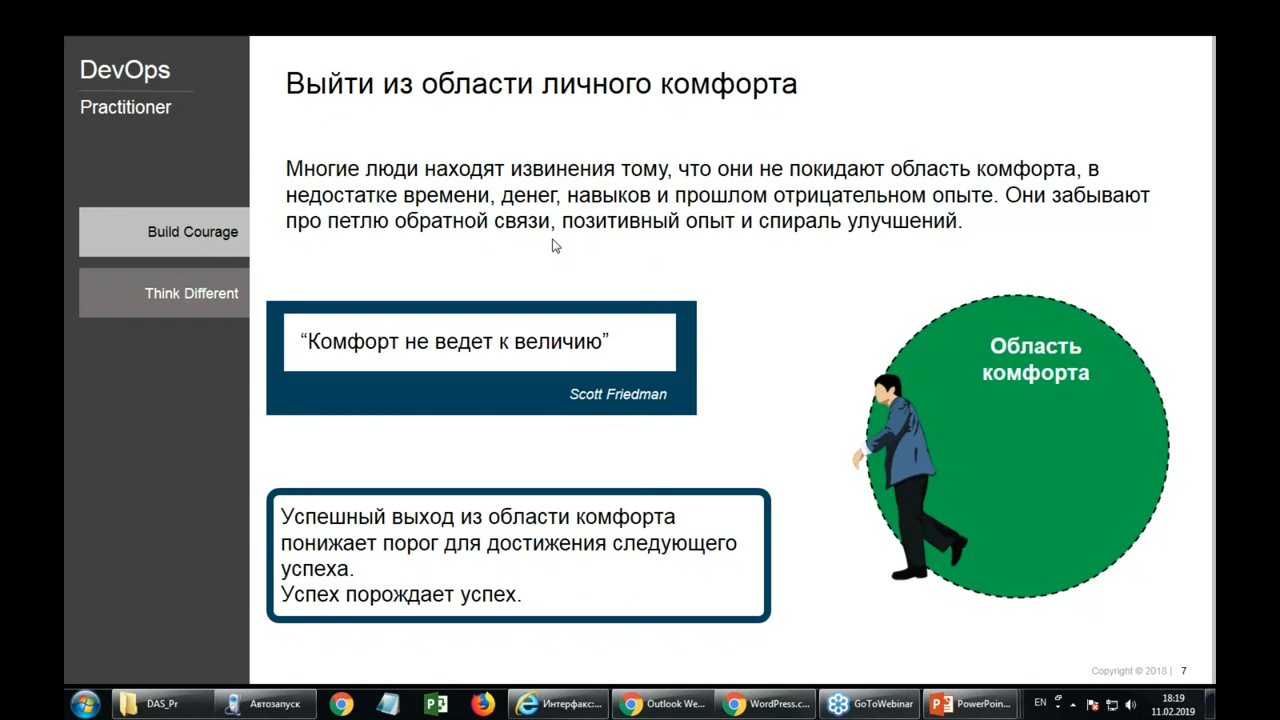 DevOps
Practitioner
Build Courage
Think Different
Выйти из области личного комфорта
Многие люди находят извинения тому, что они не покидают область комфорта, в
недостатке времени, денег, навыков и прошлом отрицательном опыте. Они забывают
про петлю обратной связи, позитивный опыт и спираль улучшений.
“Комфорт не ведет к величию”
Scott Friedman
Область
комфорта
Успешный выход из области комфорта
понижает порог для достижения следующего
успеха.
Успех порождает успех.
Copyright © 2018 | 7
DAS_Pr
Автозапуск
Интерфакс:...
Outlook We...
WordPress.c...
GoToWebinar
PowerPoin...
EN
18:19
11.02.2019